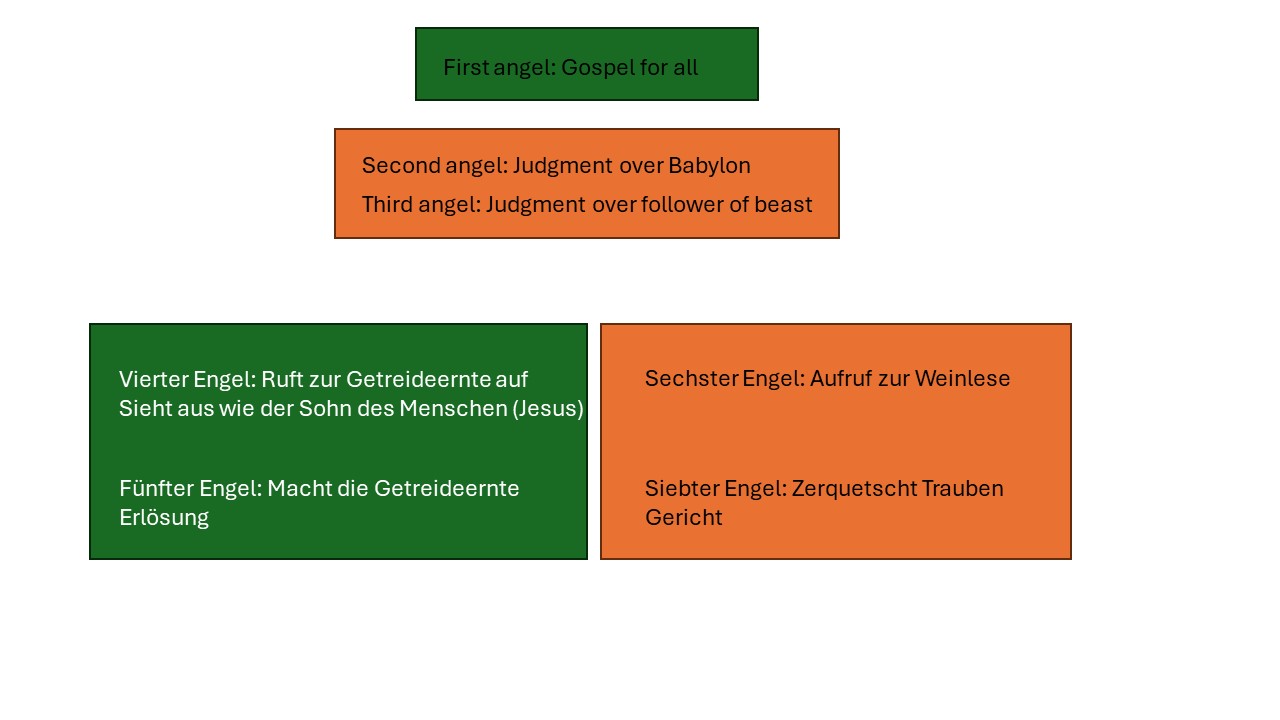 First angel: Gospel for all
Second angel: Judgment over Babylon
Third angel: Judgment over follower of beast
Vierter Engel: Ruft zur Getreideernte auf
Sieht aus wie der Sohn des Menschen (Jesus)
Fünfter Engel: Macht die Getreideernte
Erlösung
Sechster Engel: Aufruf zur Weinlese
Siebter Engel: Zerquetscht Trauben
Gericht